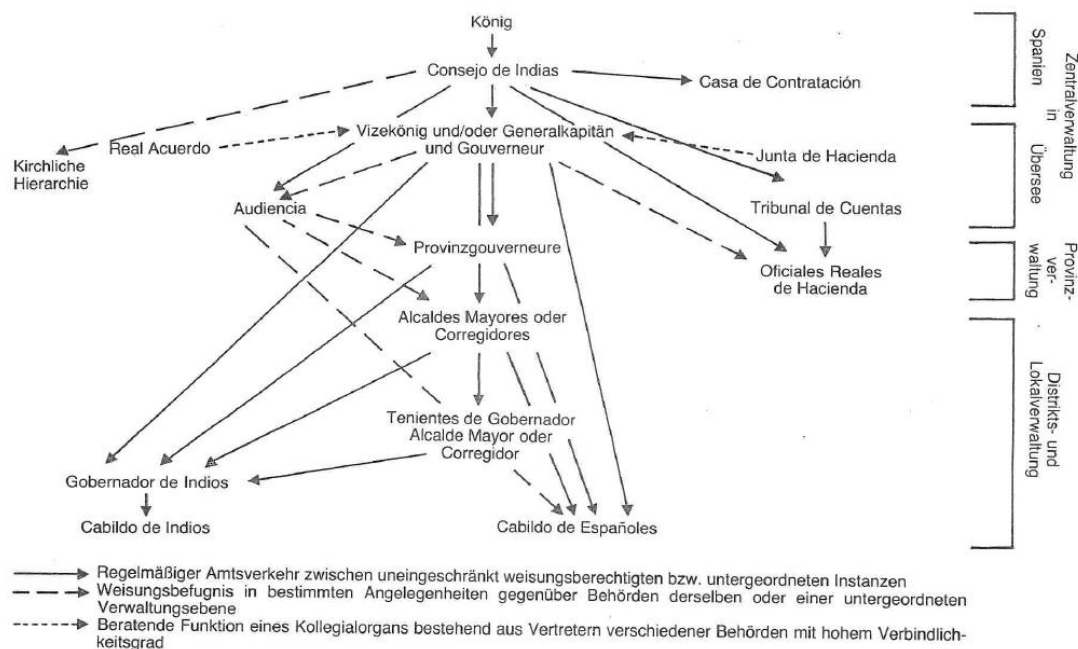 König
Consejo de Indias
Casa de Contratación
Real Acuerdo
Vizekönig und/oder Generalkapitän
und Gouverneur
Junta de Hacienda
Kirchliche
Hierarchie
Audiencia
Tribunal de Cuentas
Provinzgouverneure
Oficiales Reales
de Hacienda
Alcaldes Mayores oder
Corregidores
Tenientes de Gobernador
Alcalde Mayor oder
Corregidor
Gobernador de Indios
Cabildo de Indios
Cabildo de Españoles
Zentralverwaltung
in
Spanien
Übersee
Provinz-
ver-
waltung
Distrikts- und
Lokalverwaltung
Regelmäßiger Amtsverkehr zwischen uneingeschränkt weisungsberechtigten bzw. untergeordneten Instanzen
Weisungsbefugnis in bestimmten Angelegenheiten gegenüber Behörden derselben oder einer untergeordneten
Verwaltungsebene
Beratende Funktion eines Kollegialorgans bestehend aus Vertretern verschiedener Behörden mit hohem Verbindlich-
keitsgrad